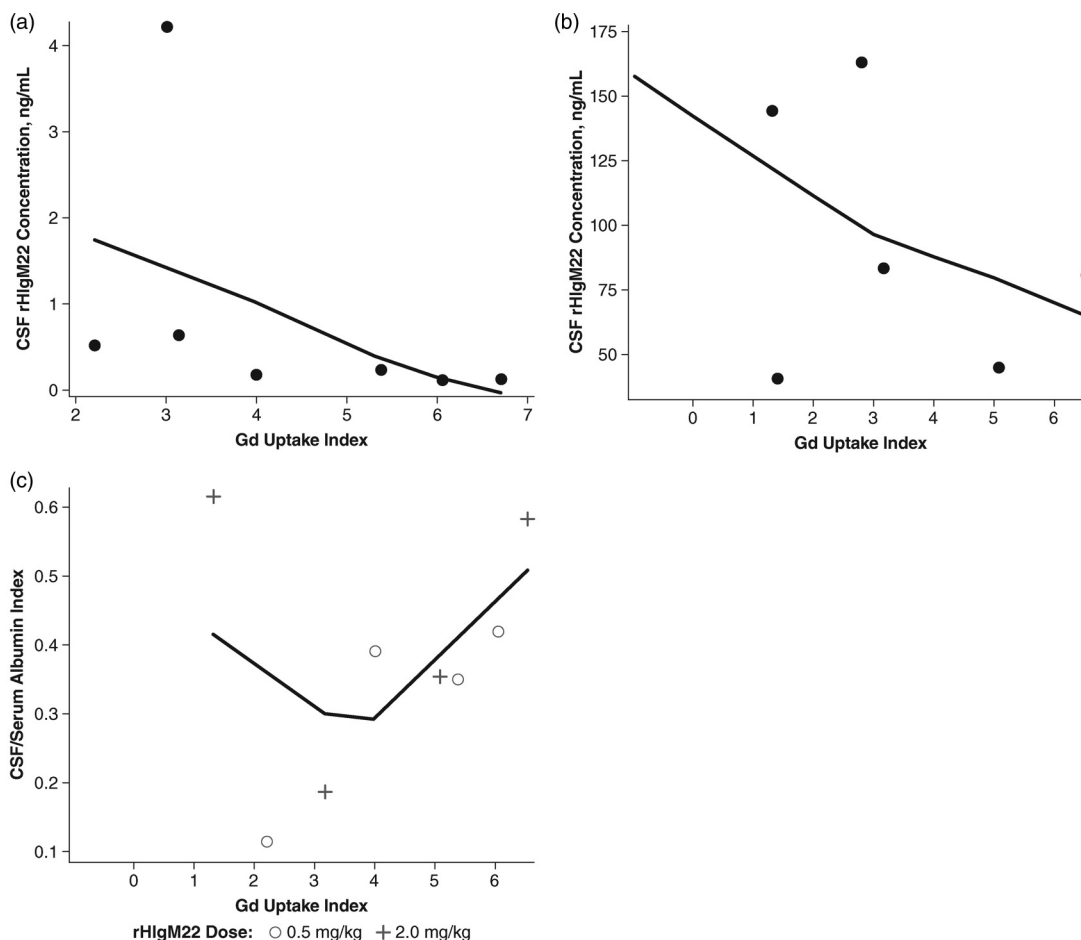 (a)
CSF rHIgM22 Concentration, ng/mL
4
3
2
1
0
2 3 4 5 6 7
Gd Uptake Index
(b)
CSF rHIgM22 Concentration, ng/mL
175
150
125
100
75
50
0 1 2 3 4 5 6
Gd Uptake Index
(c)
CSF/Serum Albumin Index
0.6
0.5
0.4
0.3
0.2
0.1
0 1 2 3 4 5 6
Gd Uptake Index
rHIgM22 Dose: 0.5 mg/kg 2.0 mg/kg